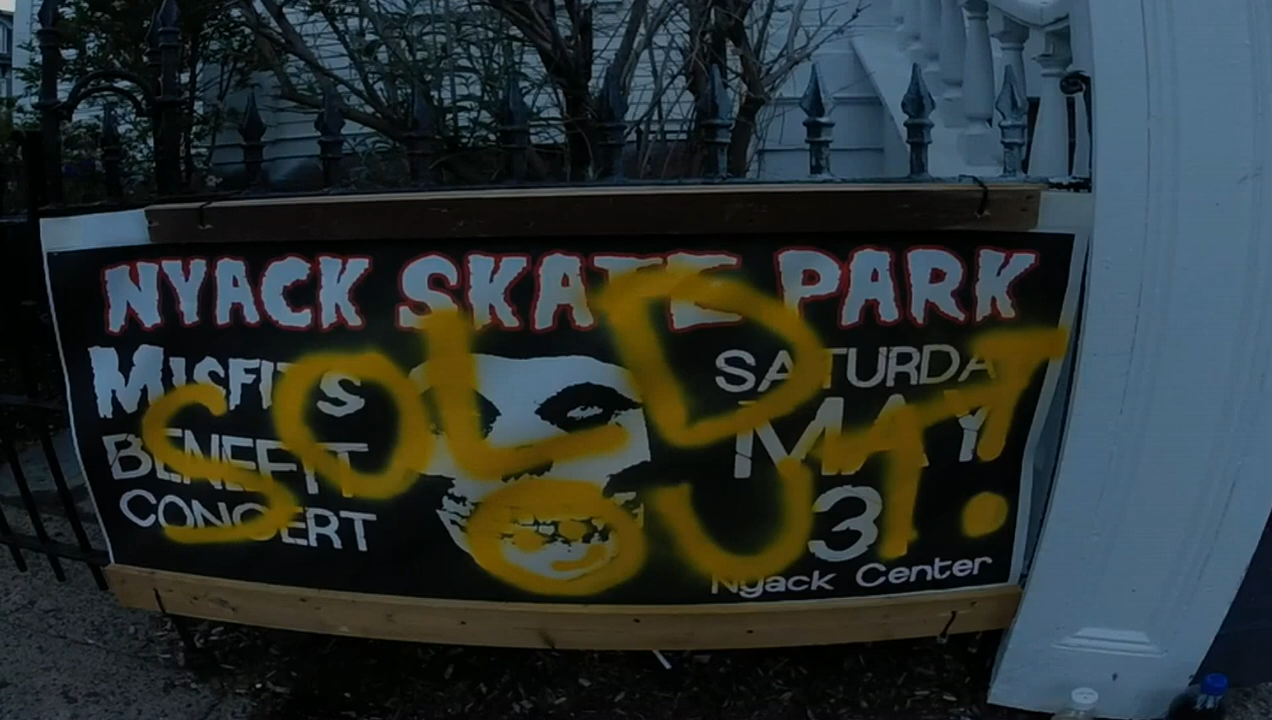 NYACK SKATE PARK
MISFITS
BENEFIT
CONCERT
SATURDAY
MAY
3
Nyack Center
SOLD
OUT!